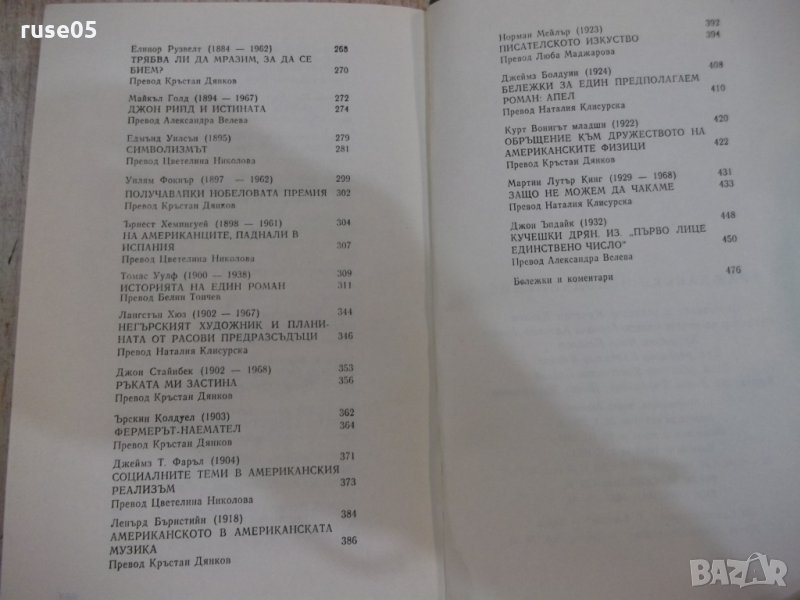 ruse05
Елинор Рузвелт (1884 — 1962) 268
ТРЯБВА ЛИ ДА МРАЗИМ, ЗА ДА СЕ
БИЕМ? 270
Превод Кръстан Дянков
Майкъл Голд (1894 — 1967) 272
ДЖОН РИЙД И ИСТИНАТА 274
Превод Александра Велева
Едмънд Уилсън (1895) 279
СИМВОЛИЗМЪТ 281
Превод Цветелина Николова
Уилям Фокнър (1897 — 1962) 299
ПОЛУЧАВАЙКИ НОБЕЛОВАТА ПРЕМИЯ 302
Превод Кръстан Дянков
Ърнест Хемингуей (1898 — 1961) 304
НА АМЕРИКАНЦИТЕ, ПАДНАЛИ В
ИСПАНИЯ 307
Превод Цветелина Николова
Томас Уулф (1900 — 1938) 309
ИСТОРИЯТА НА ЕДИН РОМАН 311
Превод Белин Тончев
Лангстън Хюз (1902 — 1967) 344
НЕГЪРСКИЯТ ХУДОЖНИК И ПЛАНИ-
НАТА ОТ РАСОВИ ПРЕДРАЗСЪДЪЦИ 346
Превод Наталия Клисурска
Джон Стайнбек (1902 — 1968) 353
РЪКАТА МИ ЗАСТИНА 356
Превод Кръстан Дянков
Ърскин Колдуел (1903) 362
ФЕРМЕРЪТ-НАЕМАТЕЛ 364
Превод Кръстан Дянков
Джеймз Т. Фаръл (1904) 371
СОЦИАЛНИТЕ ТЕМИ В АМЕРИКАНСКИЯ
РЕАЛИЗЪМ 373
Превод Цветелина Николова
Ленърд Бърнстийн (1918) 384
АМЕРИКАНСКОТО В АМЕРИКАНСКАТА
МУЗИКА 386
Превод Кръстан Дянков
Норман Мейлър (1923) 392
ПИСАТЕЛСКОТО ИЗКУСТВО 394
Превод Люба Маджарова
Джеймз Болдуин (1924) 408
БЕЛЕЖКИ ЗА ЕДИН ПРЕДПОЛАГАЕМ
РОМАН: АПЕЛ 410
Превод Наталия Клисурска
Курт Вонигът младши (1922) 420
ОБРЪЩЕНИЕ КЪМ ДРУЖЕСТВОТО НА
АМЕРИКАНСКИТЕ ФИЗИЦИ 422
Превод Кръстан Дянков
Мартин Лутър Кинг (1929 — 1968) 431
ЗАЩО НЕ МОЖЕМ ДА ЧАКАМЕ 433
Превод Наталия Клисурска
Джон Ъпдайк (1932) 448
КУЧЕШКИ ДРЯН. ИЗ „ПЪРВО ЛИЦЕ
ЕДИНСТВЕНО ЧИСЛО“ 450
Превод Александра Велева
Бележки и коментари 476
BAZAR